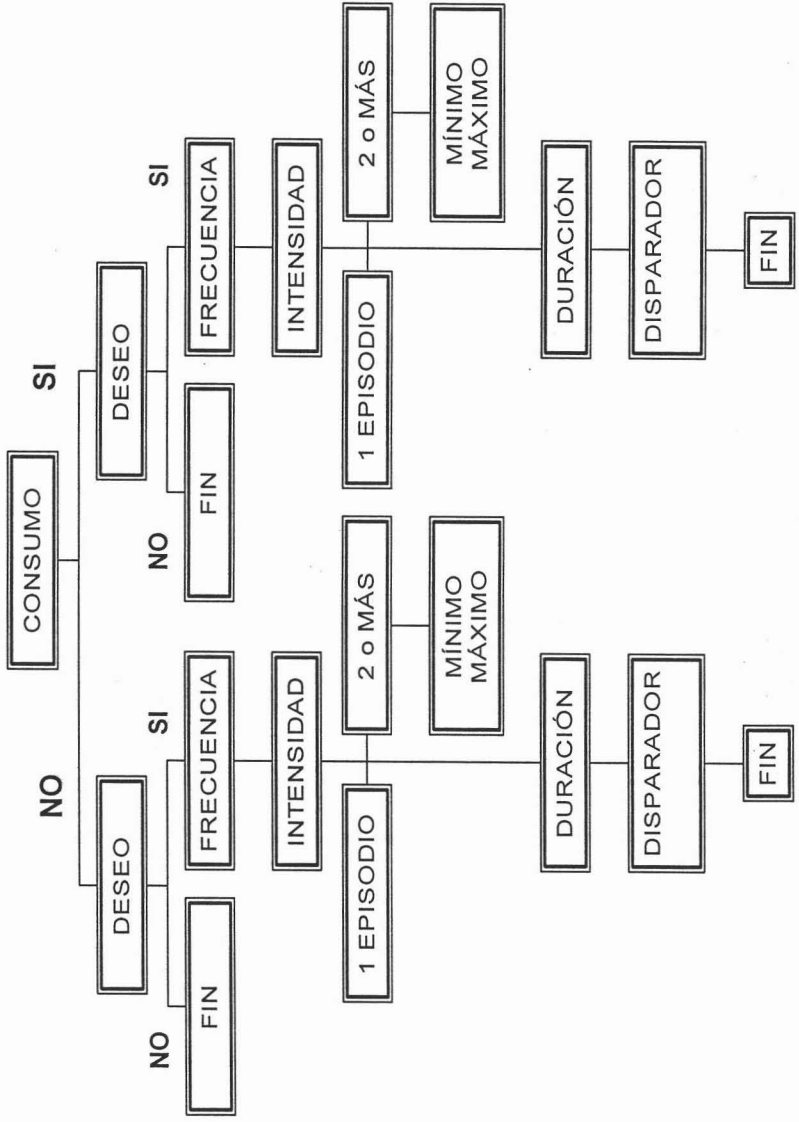 CONSUMO
NO
SI
DESEO
DESEO
NO
SI
NO
SI
FIN
FRECUENCIA
FIN
FRECUENCIA
INTENSIDAD
INTENSIDAD
1 EPISODIO
2 o MÁS
1 EPISODIO
2 o MÁS
MÍNIMO
MÁXIMO
MÍNIMO
MÁXIMO
DURACIÓN
DURACIÓN
DISPARADOR
DISPARADOR
FIN
FIN